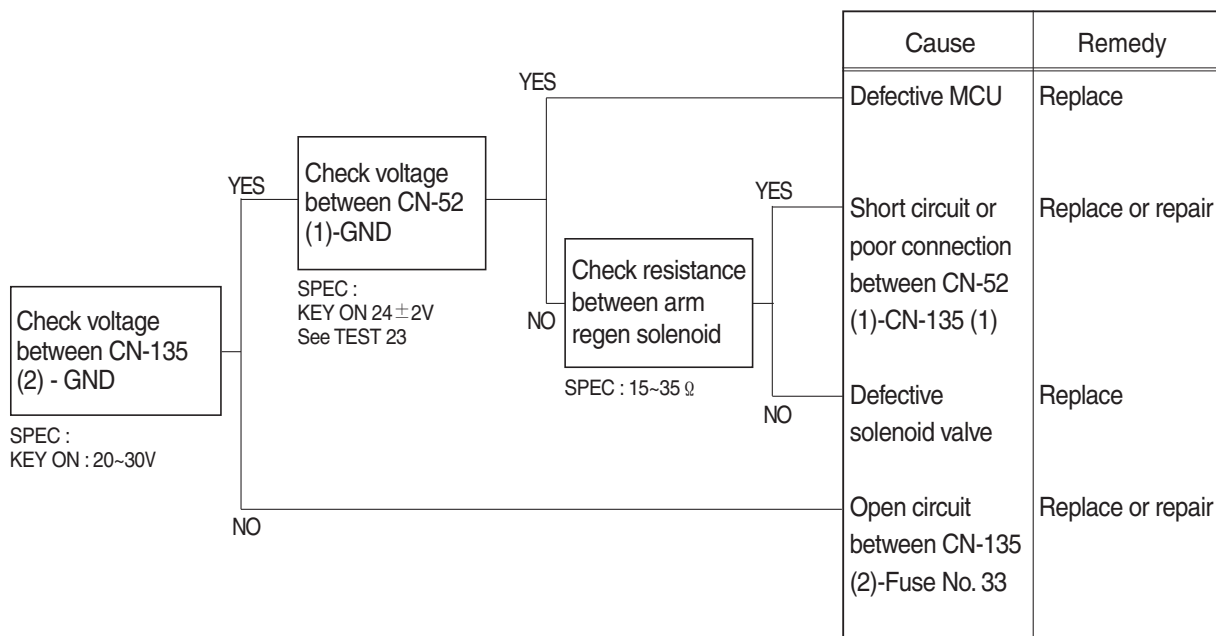 Cause
Remedy
YES
Defective MCU
Replace
Check voltage
between CN-52
(1)-GND
YES
YES
Short circuit or
poor connection
between CN-52
(1)-CN-135 (1)
Replace or repair
SPEC :
KEY ON 24±2V
See TEST 23
NO
Check resistance
between arm
regen solenoid
SPEC : 15~35 Ω
Check voltage
between CN-135
(2) - GND
SPEC :
KEY ON : 20~30V
NO
Defective
solenoid valve
Replace
NO
Open circuit
between CN-135
(2)-Fuse No. 33
Replace or repair